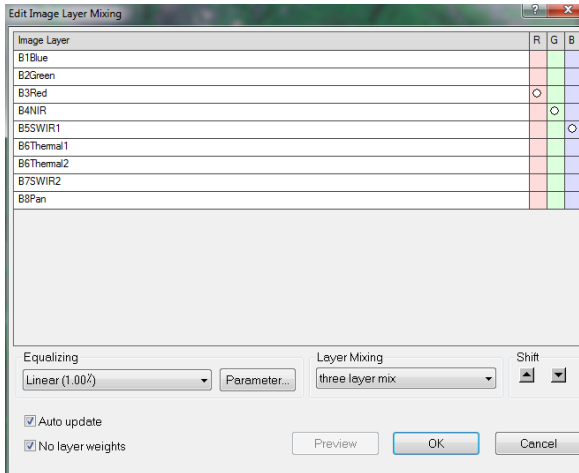 Edit Image Layer Mixing
? x
Image Layer R G B
B1Blue
B2Green
B3Red
B4NIR
B5SWIR1
B6Thermal1
B6Thermal2
B7SWIR2
B8Pan
Equalizing Layer Mixing Shift
Linear (1.00%) Parameter... three layer mix
Auto update
No layer weights Preview OK Cancel